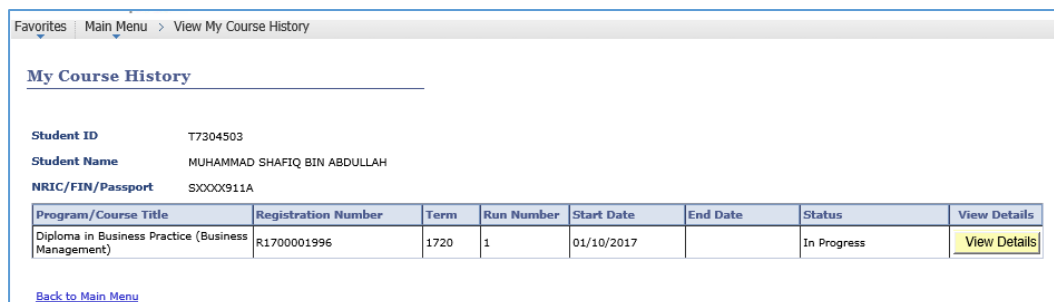 Favorites Main Menu > View My Course History
My Course History
Student ID T7304503
Student Name MUHAMMAD SHAFIQ BIN ABDULLAH
NRIC/FIN/Passport SXXXX911A
Program/Course Title Registration Number Term Run Number Start Date End Date Status View Details
Diploma in Business Practice (Business Management) R1700001996 1720 1 01/10/2017 In Progress View Details
Back to Main Menu